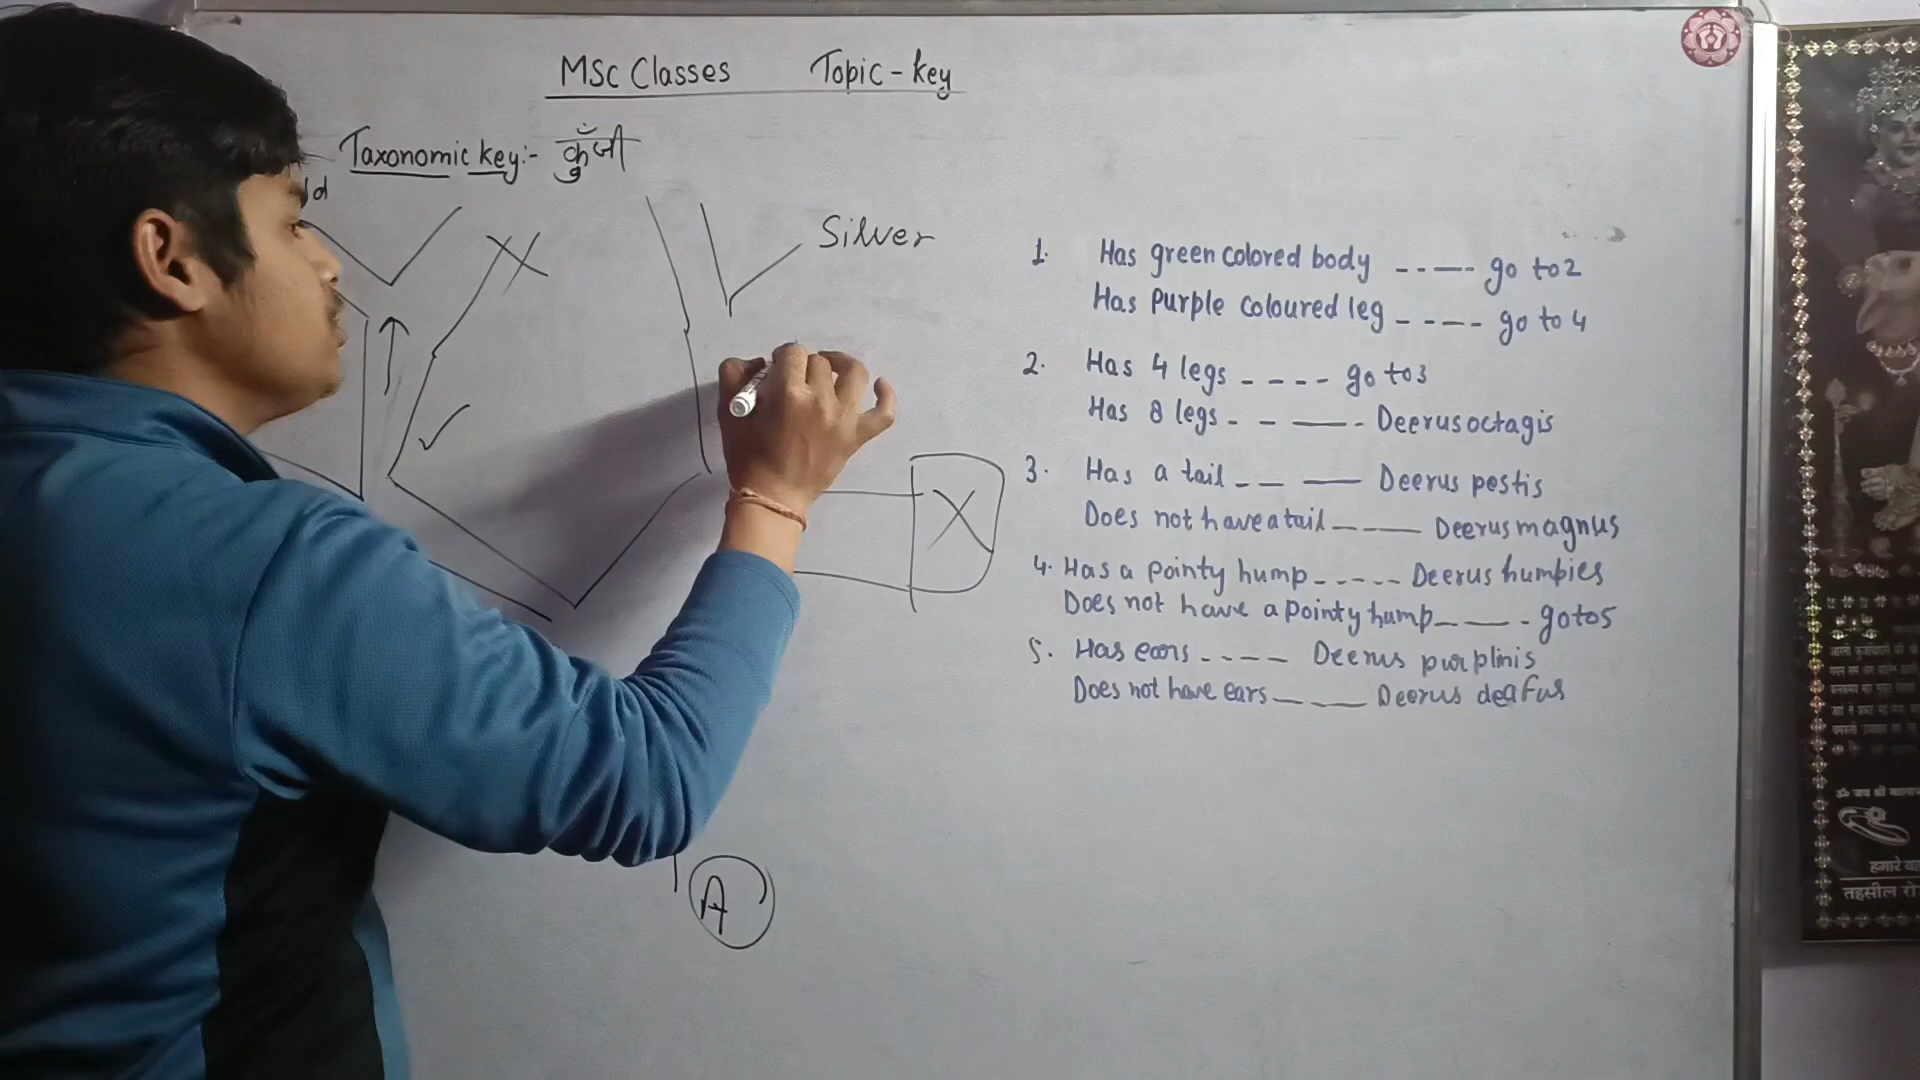 MSc Classes Topic - Key
Taxonomic key:- कुंजी
ld
Silver
X
A
1. Has green colored body ----- go to 2
Has Purple coloured leg ---- go to 4
2. Has 4 legs ---- go to 3
Has 8 legs ---- Deerus octagis
3. Has a tail --- Deerus pestis
Does not have a tail --- Deerus magnus
4. Has a pointy hump ----- Deerus humpies
Does not have a pointy hump --- go to 5
5. Has ears ---- Deerus purplinis
Does not have ears --- Deerus deafus
तहसील रो